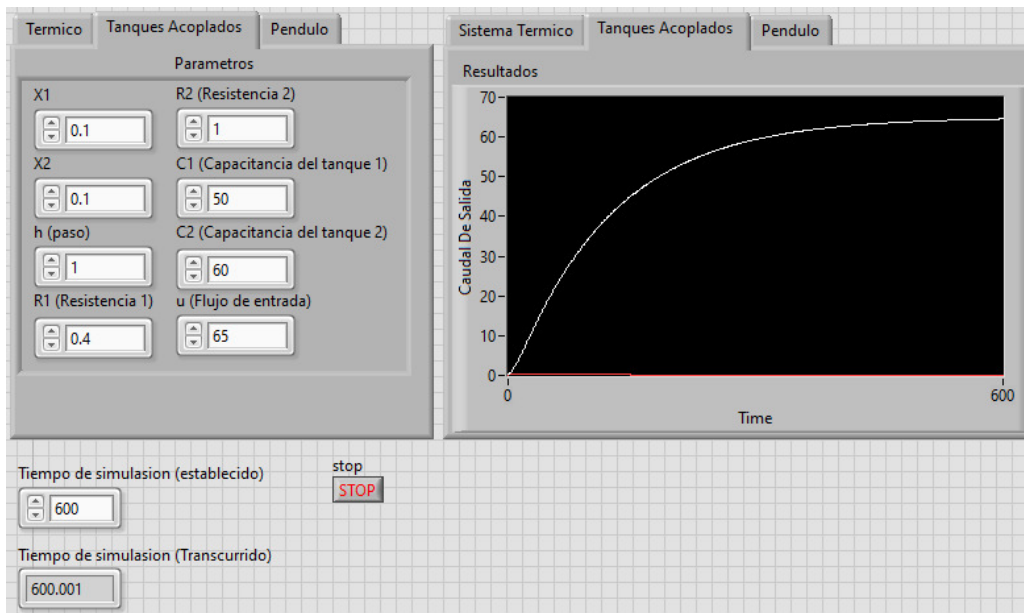 Termico
Tanques Acoplados
Pendulo
Parametros
X1
0.1
X2
0.1
h (paso)
1
R1 (Resistencia 1)
0.4
R2 (Resistencia 2)
1
C1 (Capacitancia del tanque 1)
50
C2 (Capacitancia del tanque 2)
60
u (Flujo de entrada)
65
Sistema Termico
Tanques Acoplados
Pendulo
Resultados
Caudal De Salida
70
60
50
40
30
20
10
0
0
600
Time
Tiempo de simulasion (establecido)
600
stop
STOP
Tiempo de simulasion (Transcurrido)
600.001